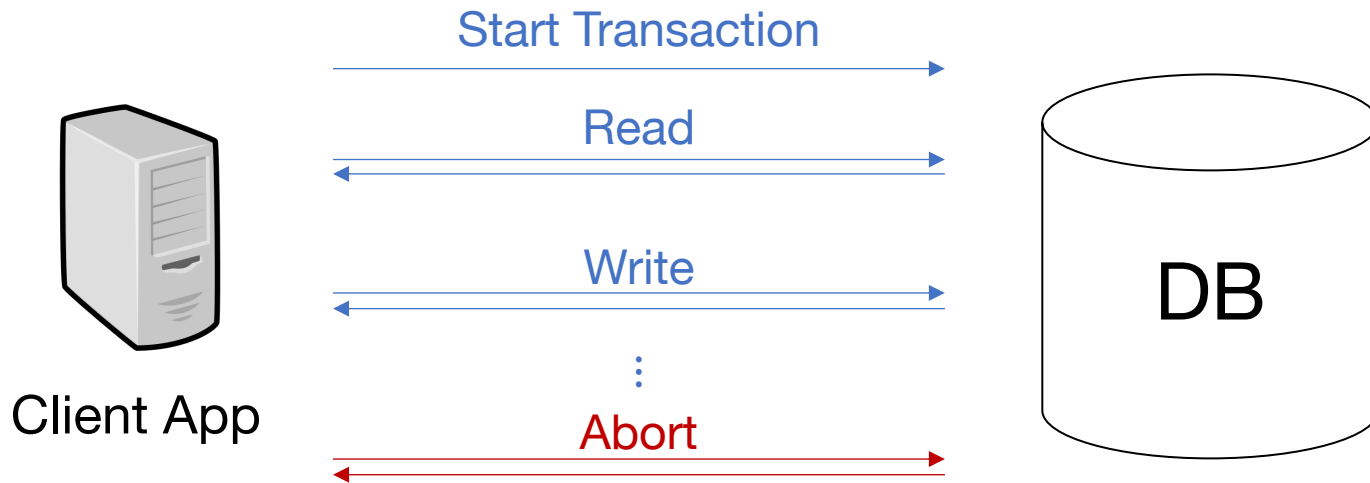 Start Transaction
Read
Write
⋮
Abort
Client App
DB